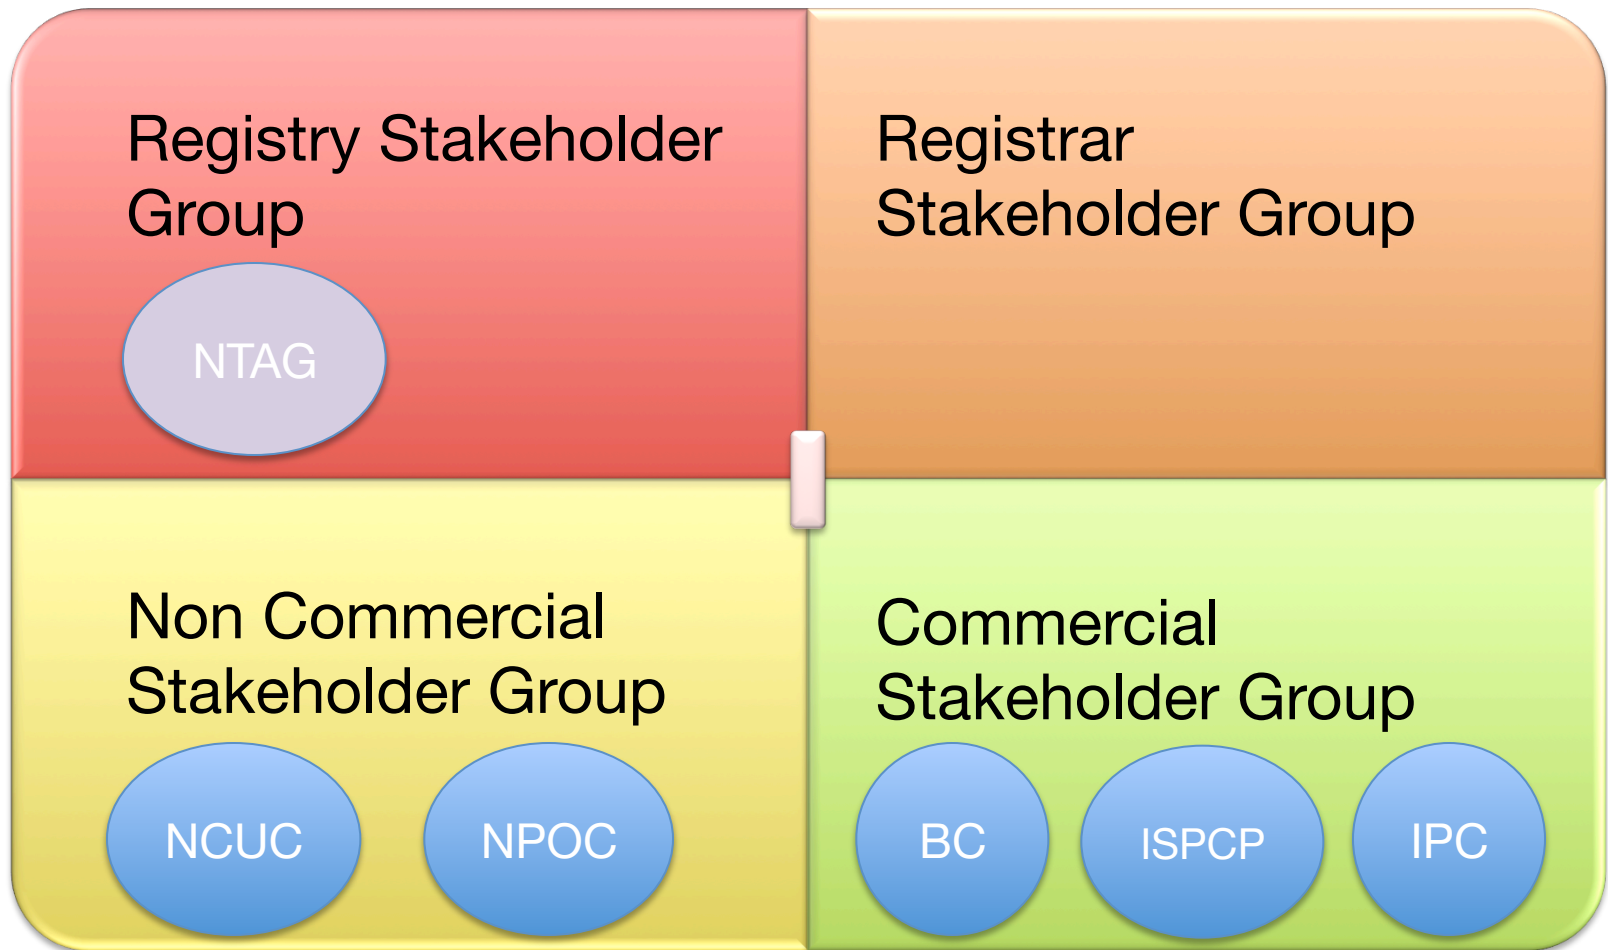 Registry Stakeholder
Group
NTAG
Registrar
Stakeholder Group
Non Commercial
Stakeholder Group
NCUC
NPOC
Commercial
Stakeholder Group
BC
ISPCP
IPC